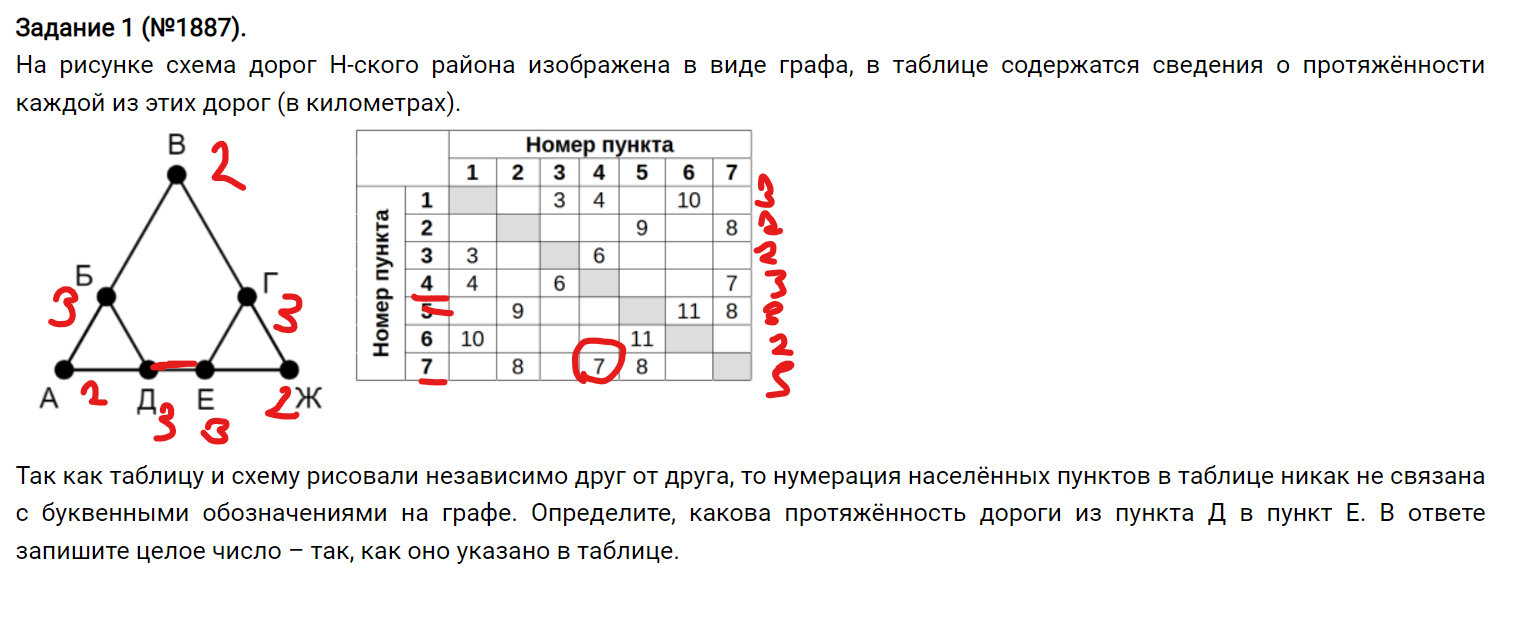 Задание 1 (№1887).
На рисунке схема дорог Н-ского района изображена в виде графа, в таблице содержатся сведения о протяжённости
каждой из этих дорог (в километрах).
В 2
Б 3
Г 3
А 2
Д 3
Е 3
Ж 2
Номер пункта
1 2 3 4 5 6 7
Номер пункта
1 3 4 10 3
2 9 8 2
3 3 6 2
4 4 6 7 3
5 9 11 8
6 10 11 2
7 8 7 8
Так как таблицу и схему рисовали независимо друг от друга, то нумерация населённых пунктов в таблице никак не связана
с буквенными обозначениями на графе. Определите, какова протяжённость дороги из пункта Д в пункт Е. В ответе
запишите целое число – так, как оно указано в таблице.